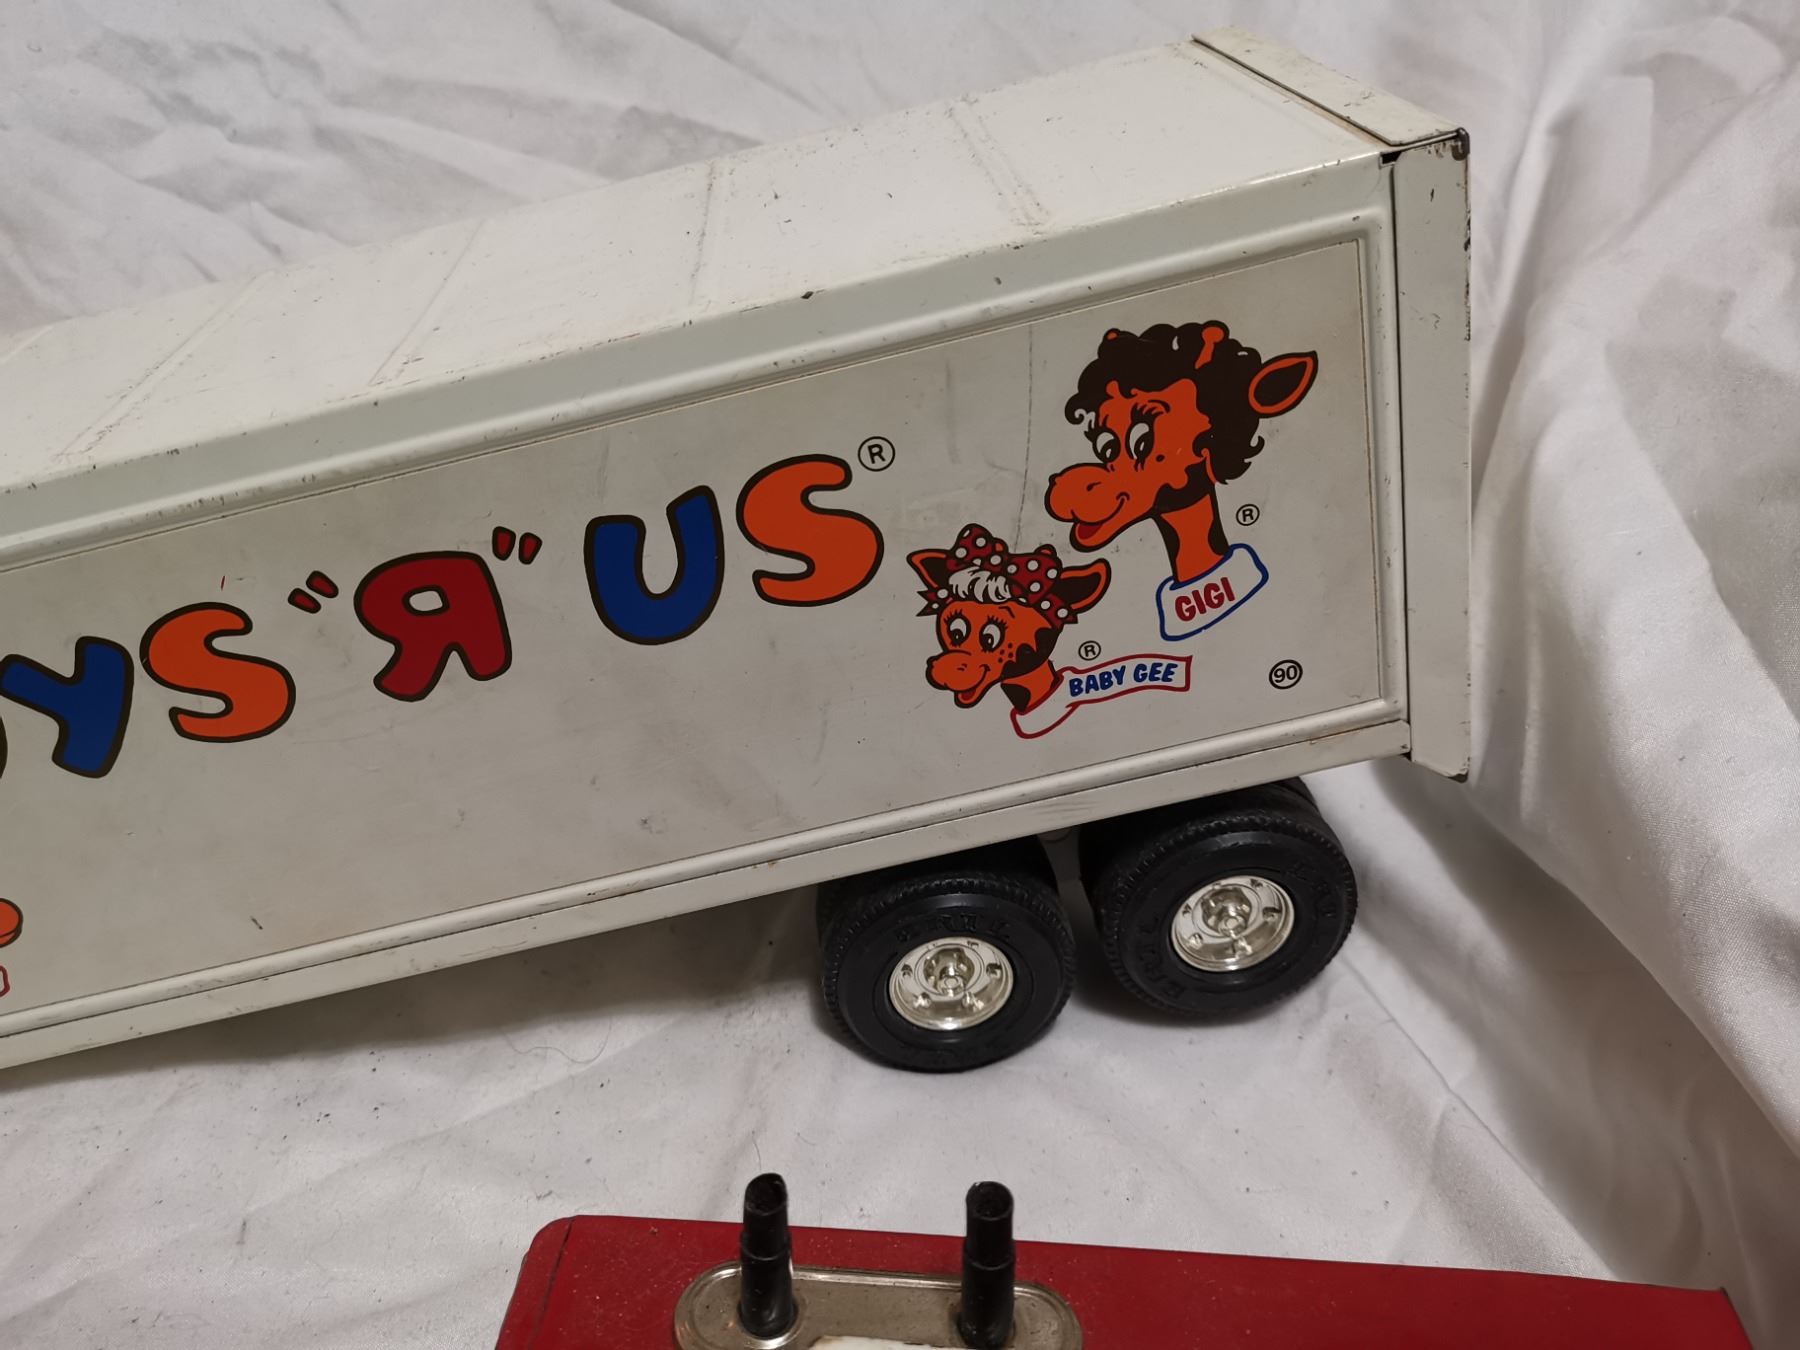 YS "R" US ®
GIGI ®
BABY GEE ®
90